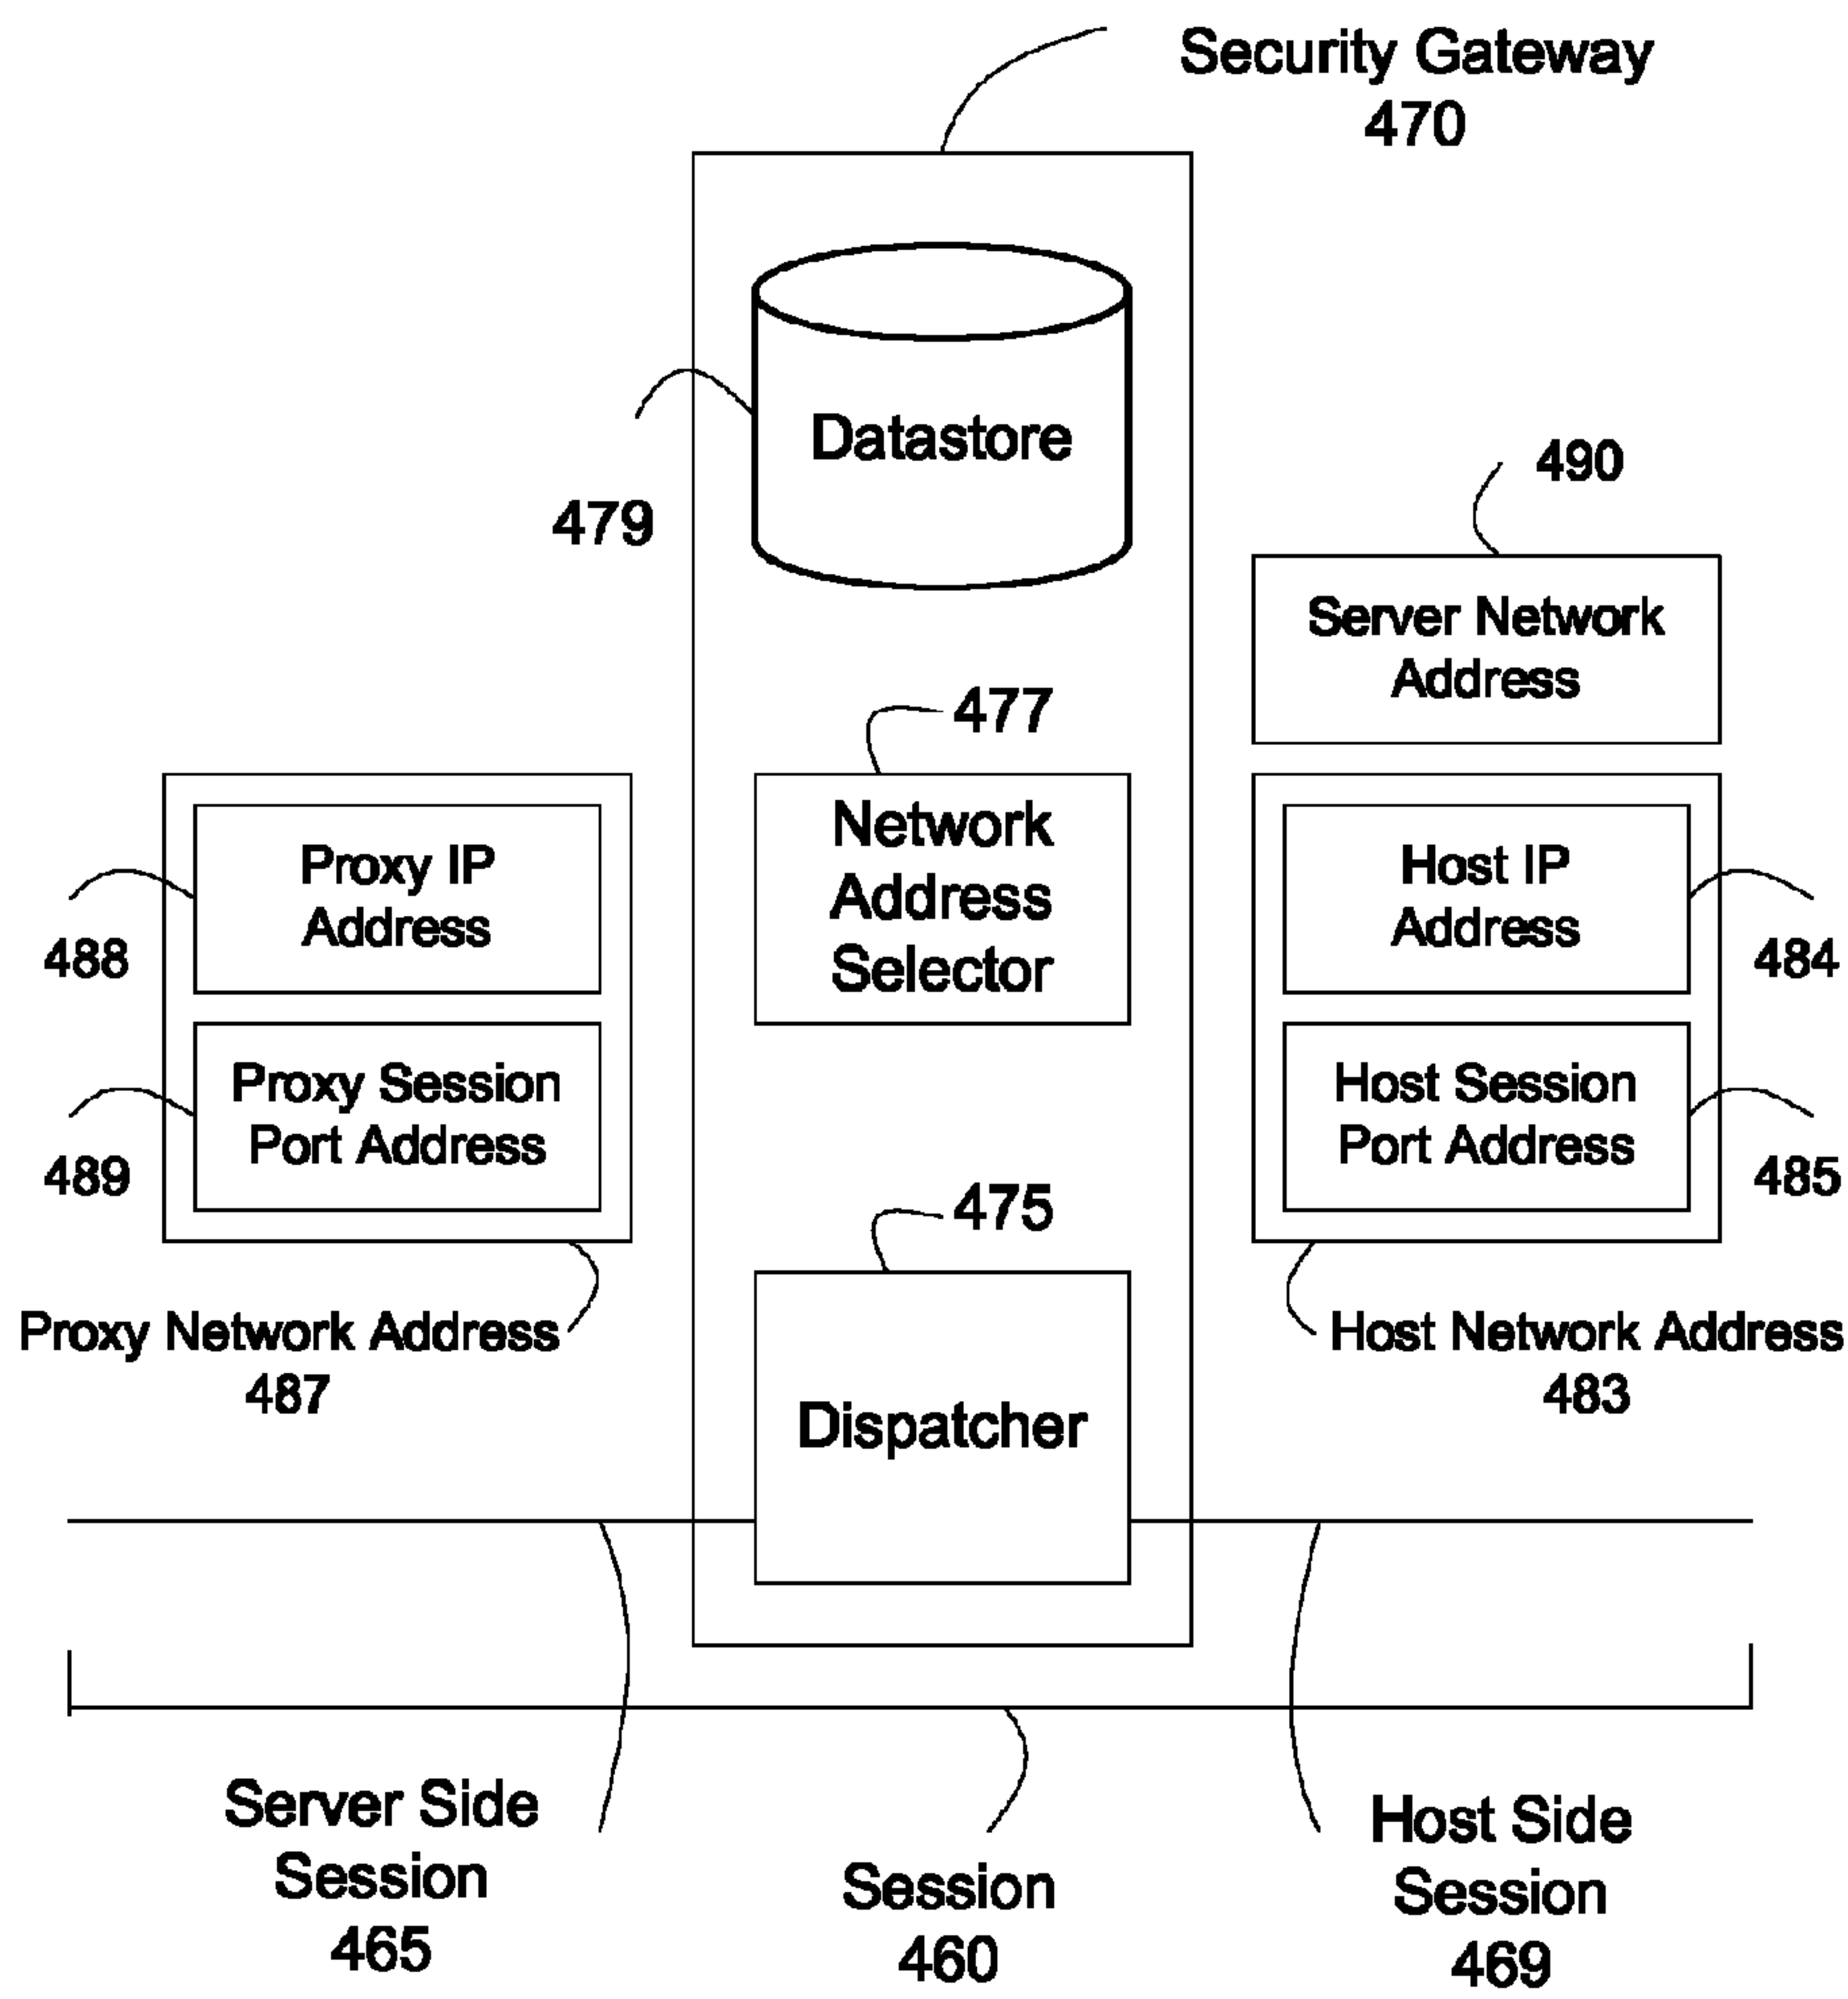 Security Gateway
470
Datastore
479
490
Server Network
Address
477
Network
Address
Selector
Proxy IP
Address
488
Proxy Session
Port Address
489
Host IP
Address
484
Host Session
Port Address
485
475
Proxy Network Address
487
Host Network Address
483
Dispatcher
Server Side
Session
465
Session
460
Host Side
Session
469